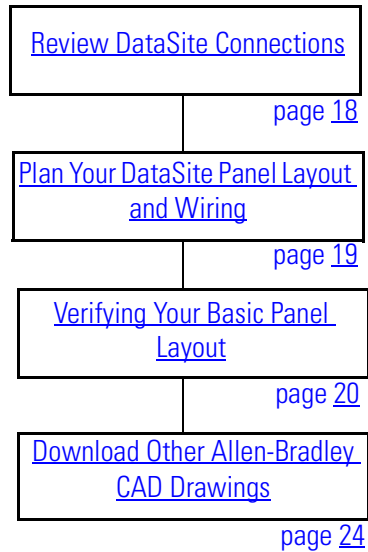 Review DataSite Connections
page 18
Plan Your DataSite Panel Layout
and Wiring
page 19
Verifying Your Basic Panel
Layout
page 20
Download Other Allen-Bradley
CAD Drawings
page 24